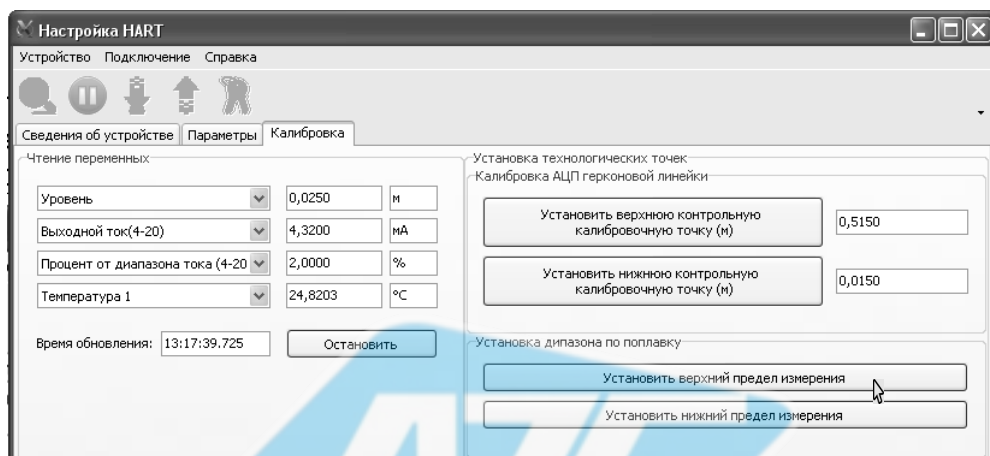 Настройка HART
Устройство Подключение Справка
Сведения об устройстве Параметры Калибровка
Чтение переменных
Уровень 0,0250 м
Выходной ток(4-20) 4,3200 мА
Процент от диапазона тока (4-20 2,0000 %
Температура 1 24,8203 °C
Время обновления: 13:17:39.725 Остановить
Установка технологических точек
Калибровка АЦП герконовой линейки
Установить верхнюю контрольную
калибровочную точку (м)
0,5150
Установить нижнюю контрольную
калибровочную точку (м)
0,0150
Установка дипазона по поплавку
Установить верхний предел измерения
Установить нижний предел измерения